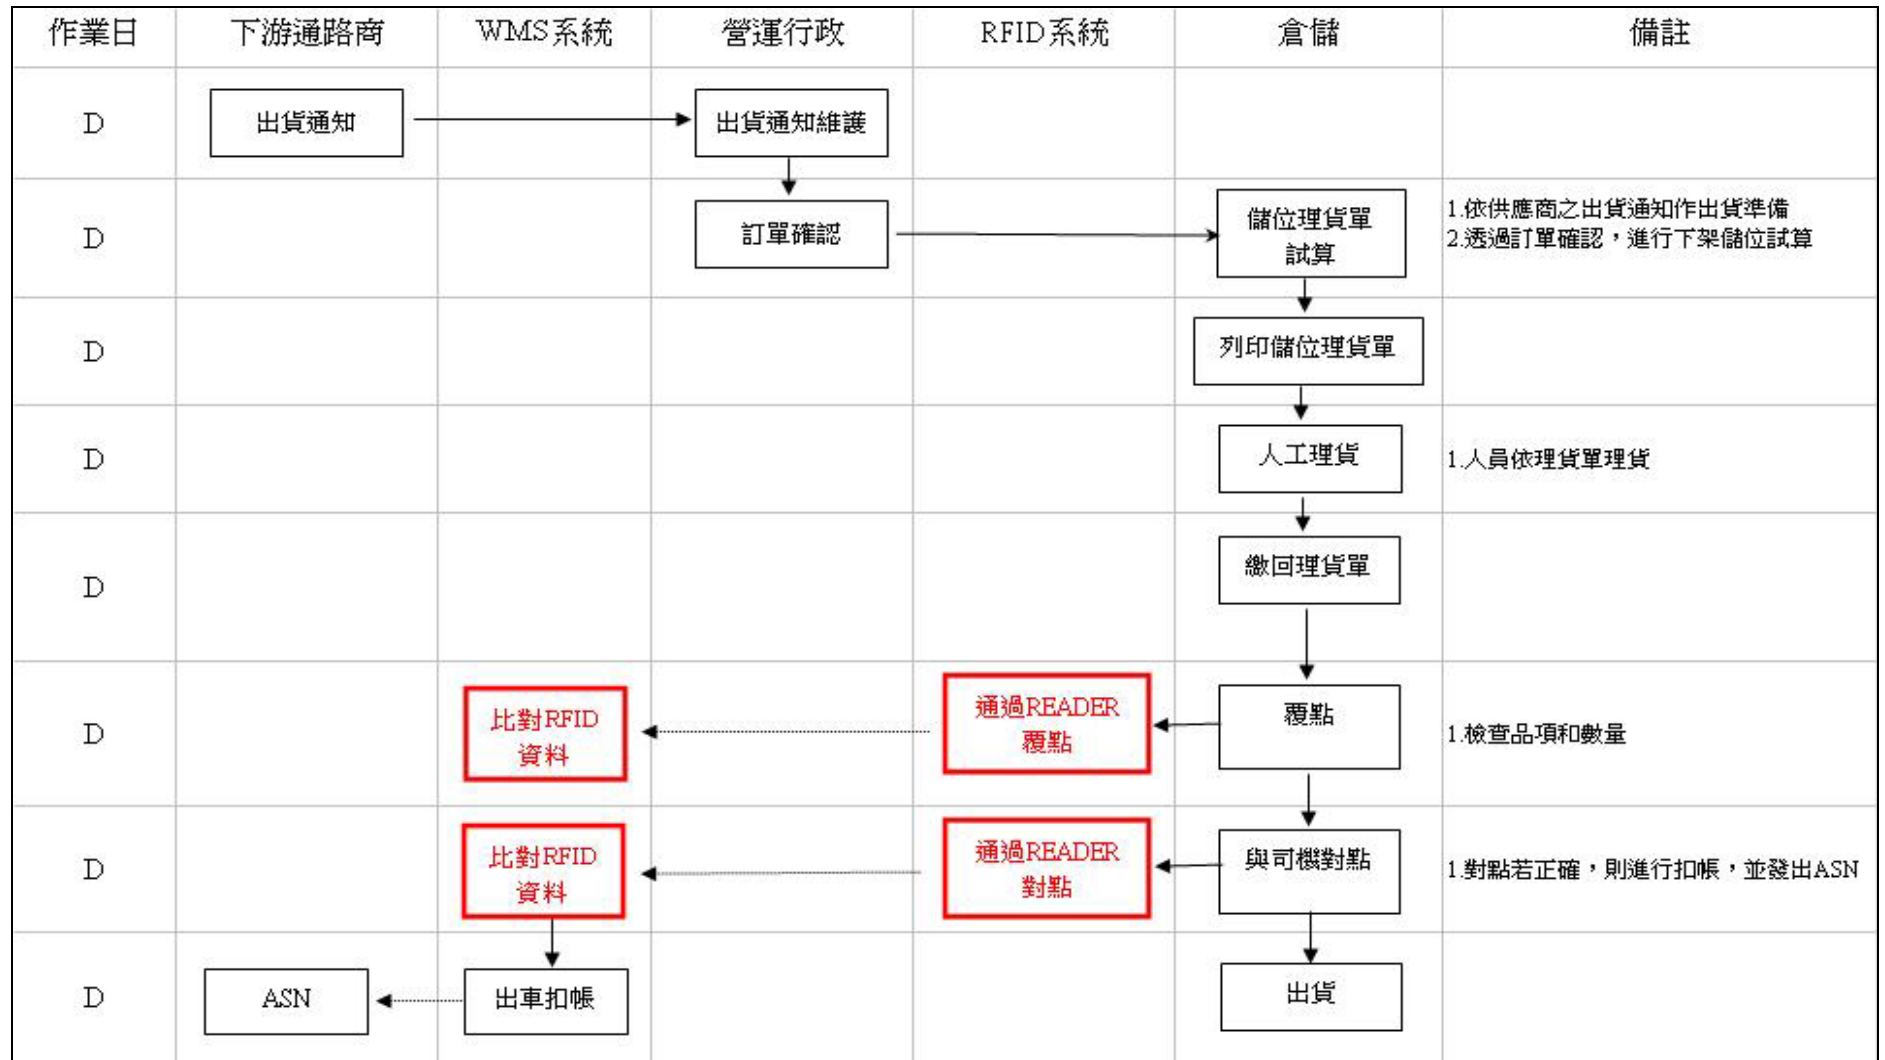 作業日 下游通路商 WMS系統 營運行政 RFID系統 倉儲 備註
D 出貨通知 出貨通知維護
D 訂單確認 儲位理貨單
試算
1.依供應商之出貨通知作出貨準備
2.透過訂單確認，進行下架儲位試算
D 列印儲位理貨單
D 人工理貨 1.人員依理貨單理貨
D 繳回理貨單
D 比對RFID
資料
通過READER
覆點
覆點
1.檢查品項和數量
D 比對RFID
資料
通過READER
對點
與司機對點
1.對點若正確，則進行扣帳，並發出ASN
D ASN 出車扣帳 出貨